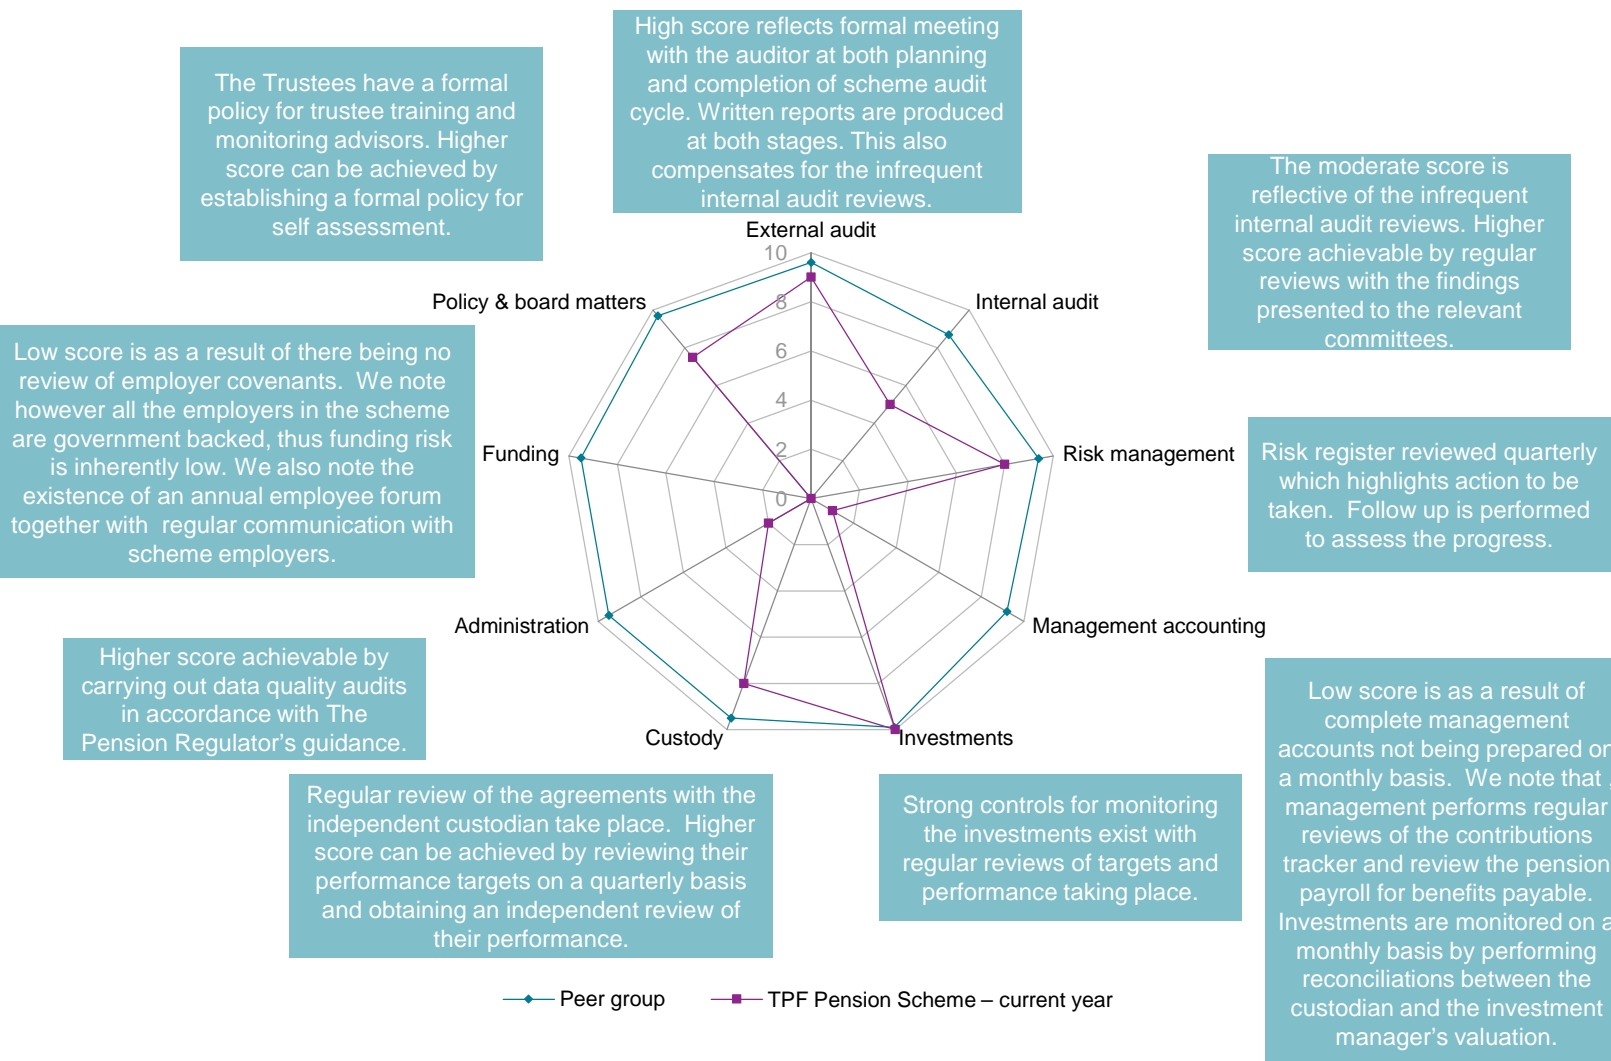 High score reflects formal meeting
with the auditor at both planning
and completion of scheme audit
cycle. Written reports are produced
at both stages. This also
compensates for the infrequent
internal audit reviews.
The Trustees have a formal
policy for trustee training and
monitoring advisors. Higher
score can be achieved by
establishing a formal policy for
self assessment.
The moderate score is
reflective of the infrequent
internal audit reviews. Higher
score achievable by regular
reviews with the findings
presented to the relevant
committees.
External audit
10
8
6
4
2
0
Policy & board matters
Internal audit
Low score is as a result of there being no
review of employer covenants. We note
however all the employers in the scheme
are government backed, thus funding risk
is inherently low. We also note the
existence of an annual employee forum
together with regular communication with
scheme employers.
Funding
Risk management
Risk register reviewed quarterly
which highlights action to be
taken. Follow up is performed
to assess the progress.
Administration
Management accounting
Higher score achievable by
carrying out data quality audits
in accordance with The
Pension Regulator's guidance.
Custody
Investments
Low score is as a result of
complete management
accounts not being prepared on
a monthly basis. We note that ,
management performs regular
reviews of the contributions
tracker and review the pension
payroll for benefits payable.
Investments are monitored on a
monthly basis by performing
reconciliations between the
custodian and the investment
manager's valuation.
Regular review of the agreements with the
independent custodian take place. Higher
score can be achieved by reviewing their
performance targets on a quarterly basis
and obtaining an independent review of
their performance.
Strong controls for monitoring
the investments exist with
regular reviews of targets and
performance taking place.
Peer group
TPF Pension Scheme – current year